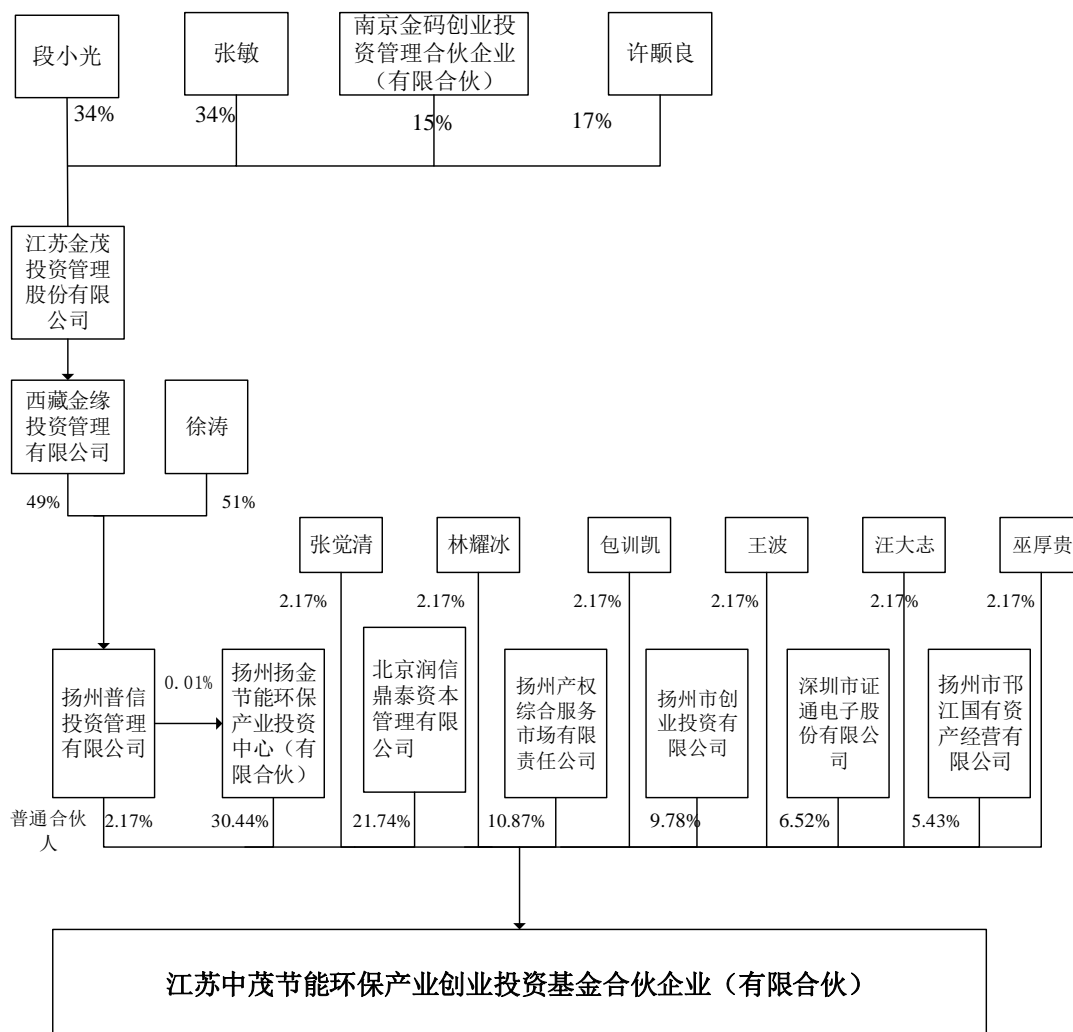 段小光
张敏
南京金码创业投
资管理合伙企业
（有限合伙）
许颙良
34%
34%
15%
17%
江苏金茂
投资管理
股份有限
公司
西藏金缘
投资管理
有限公司
徐涛
49%
51%
张觉清
林耀冰
包训凯
王波
汪大志
巫厚贵
2.17%
2.17%
2.17%
2.17%
2.17%
2.17%
扬州普信
投资管理
有限公司
0.01%
扬州扬金
节能环保
产业投资
中心（有
限合伙）
北京润信
鼎泰资本
管理有限
公司
扬州产权
综合服务
市场有限
责任公司
扬州市创
业投资有
限公司
深圳市证
通电子股
份有限公
司
扬州市邗
江国有资
产经营有
限公司
普通合伙
人
2.17%
30.44%
21.74%
10.87%
9.78%
6.52%
5.43%
江苏中茂节能环保产业创业投资基金合伙企业（有限合伙）